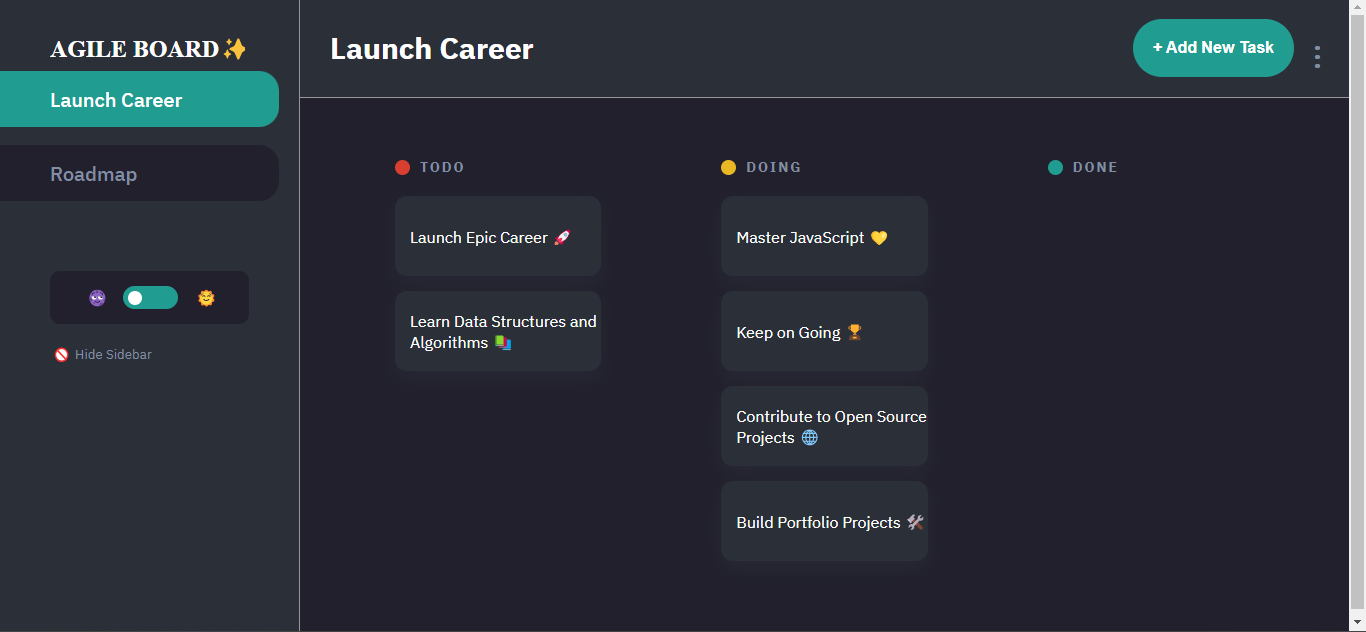 AGILE BOARD✨
Launch Career
Roadmap
Hide Sidebar
Launch Career
+ Add New Task
TODO
Launch Epic Career 🚀
Learn Data Structures and
Algorithms 📚
DOING
Master JavaScript 💛
Keep on Going 🏆
Contribute to Open Source
Projects 🌐
Build Portfolio Projects 🛠️
DONE